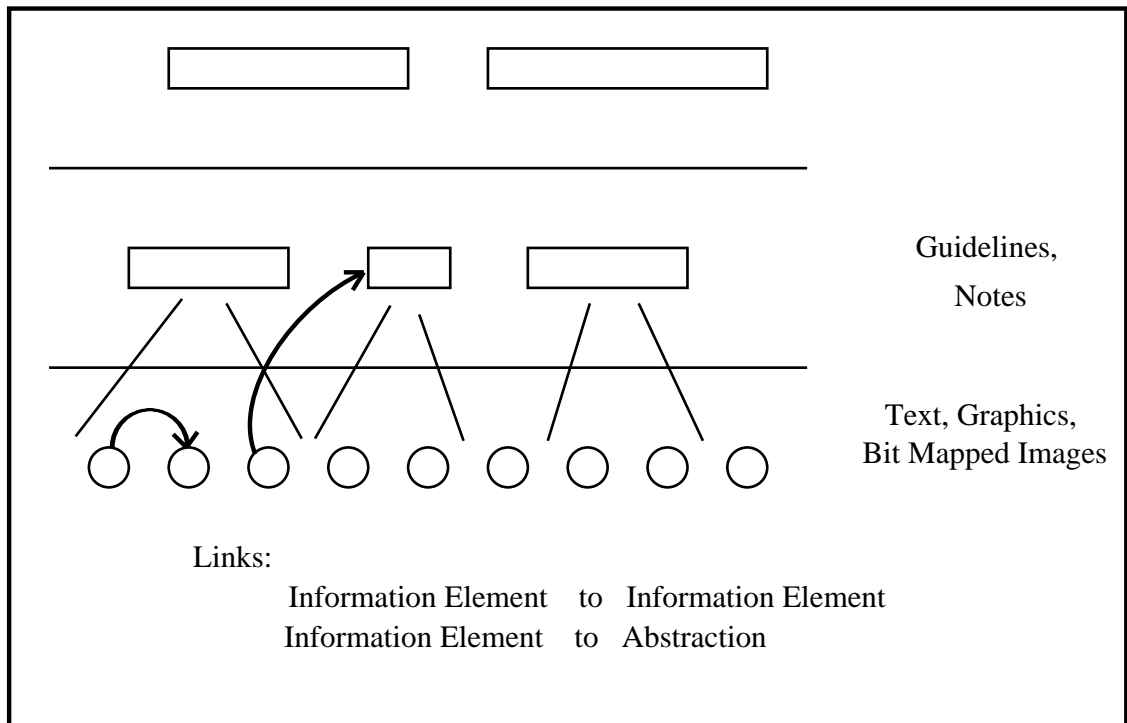 Guidelines,
Notes
Text, Graphics,
Bit Mapped Images
Links:
Information Element to Information Element
Information Element to Abstraction